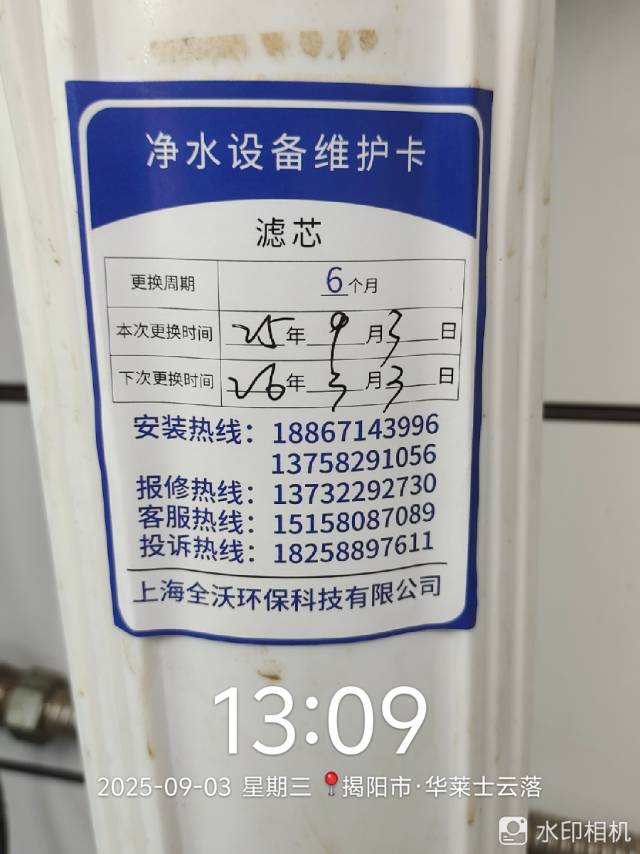 净水设备维护卡
滤芯
更换周期 6个月
本次更换时间 25年9月3日
下次更换时间 26年3月3日
安装热线：18867143996
13758291056
报修热线：13732292730
客服热线：15158087089
投诉热线：18258897611
上海全沃环保科技有限公司
13:09
2025-09-03 星期三 揭阳市·华莱士云落
水印相机